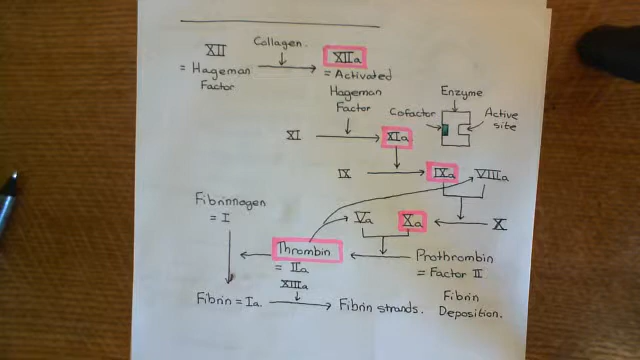 Collagen.
XII
XIIa
= Hageman
Factor
= Activated
Hageman
Factor
Enzyme
Cofactor
Active
site
XI
XIa
IX
IXa
VIIIa
Fibrinnogen
= I
Va
Xa
X
Thrombin
= IIa
Prothrombin
= Factor II
XIIIa
Fibrin = Ia
Fibrin strands.
Fibrin
Deposition.